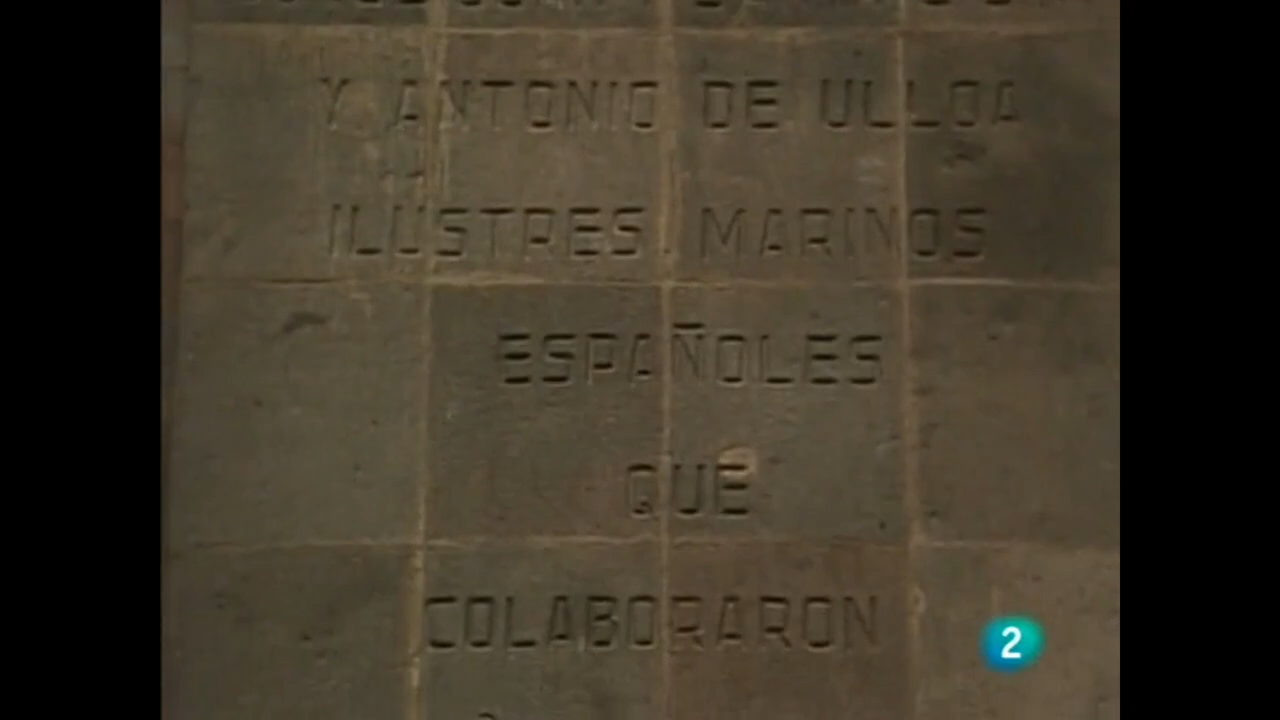 Y ANTONIO DE ULLOA
ILUSTRES MARINOS
ESPAÑOLES
QUE
COLABORARON
2